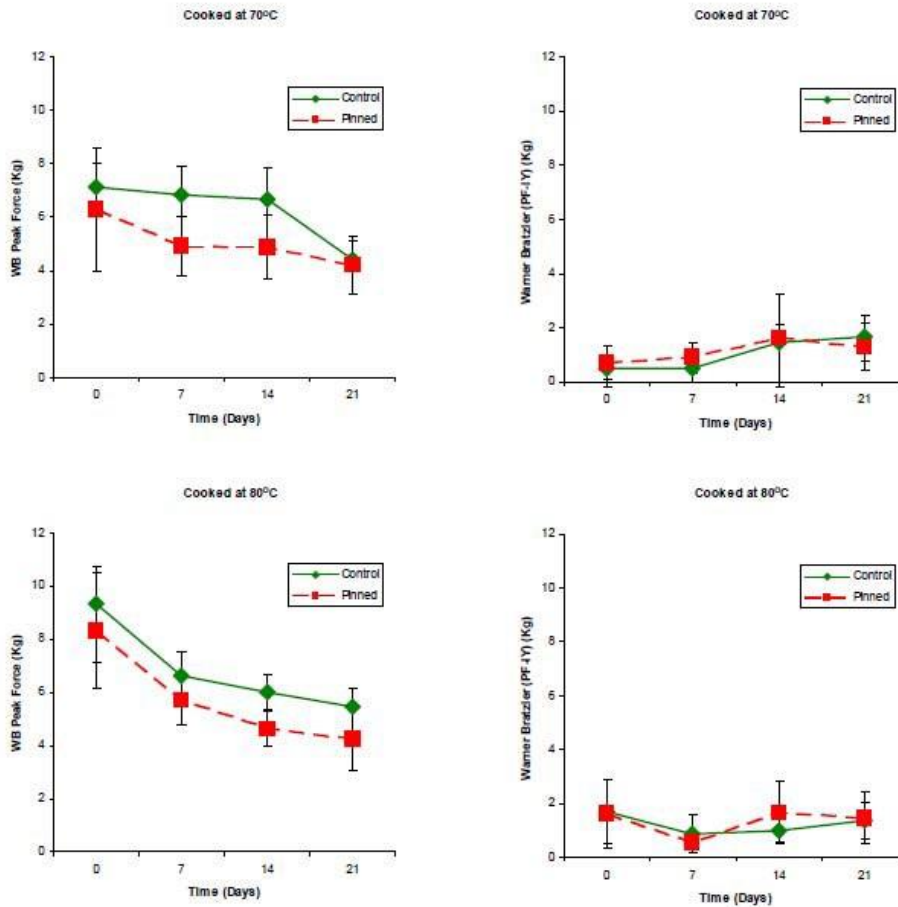 Cooked at 70°C
12
10
8
6
4
2
0
WB Peak Force (Kg)
Control
Pinned
0 7 14 21
Time (Days)
Cooked at 70°C
12
10
8
6
4
2
0
Warner Bratzler (PF-IY) (Kg)
Control
Pinned
0 7 14 21
Time (Days)
Cooked at 80°C
12
10
8
6
4
2
0
WB Peak Force (Kg)
Control
Pinned
0 7 14 21
Time (Days)
Cooked at 80°C
12
10
8
6
4
2
0
Warner Bratzler (PF-IY) (Kg)
Control
Pinned
0 7 14 21
Time (Days)